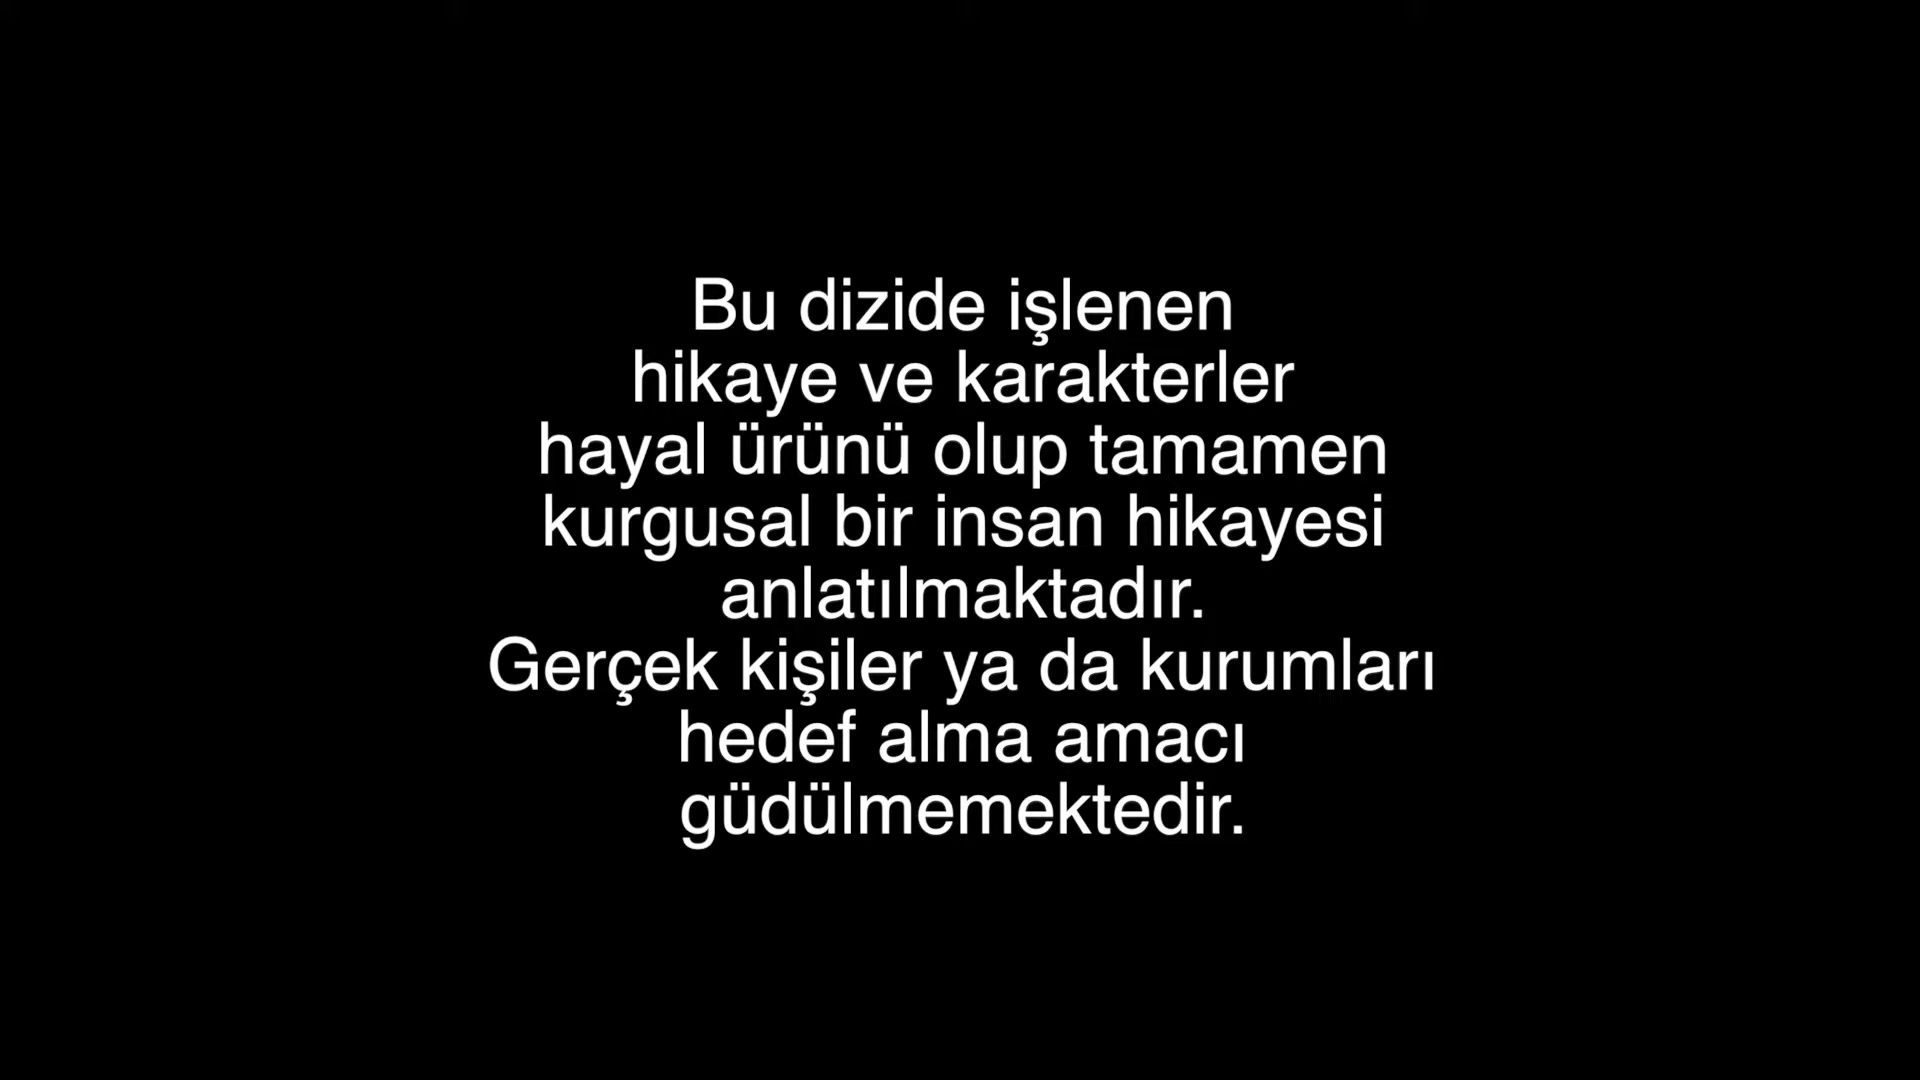 Bu dizide işlenen
hikaye ve karakterler
hayal ürünü olup tamamen
kurgusal bir insan hikayesi
anlatılmaktadır.
Gerçek kişiler ya da kurumları
hedef alma amacı
güdülmemektedir.